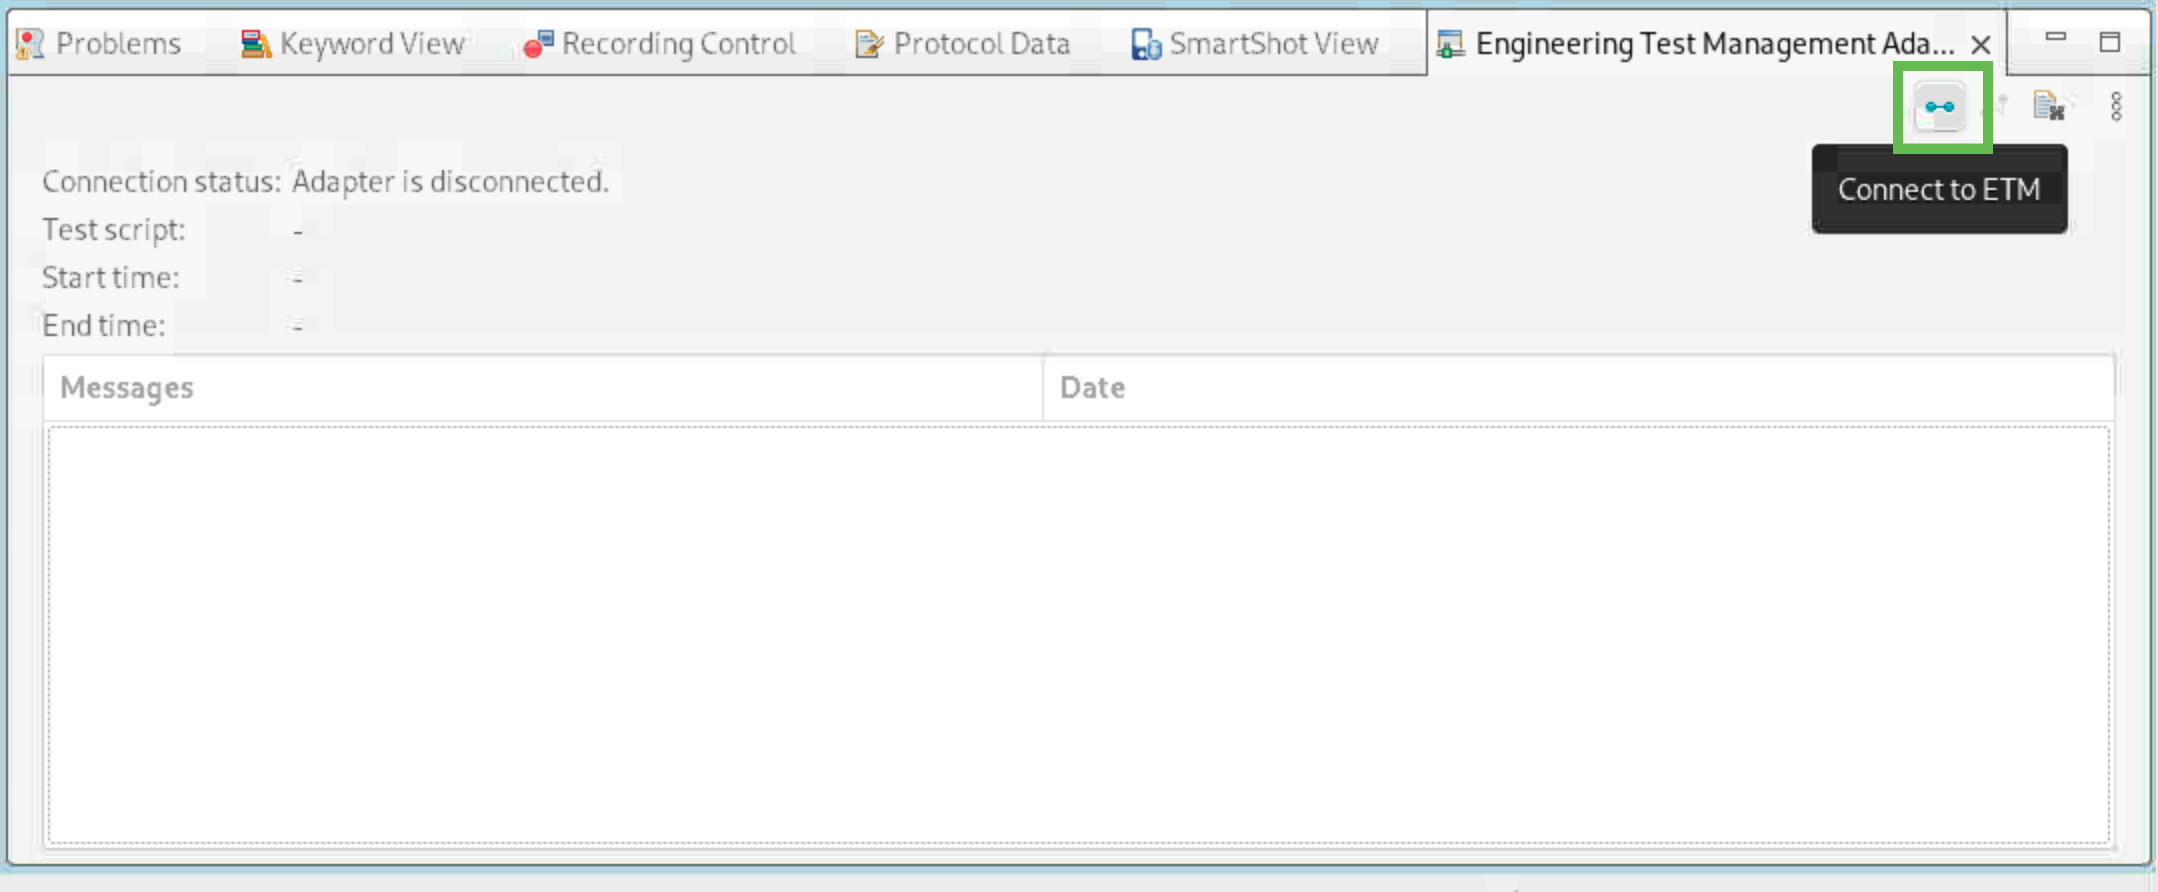 Problems Keyword View Recording Control Protocol Data SmartShot View Engineering Test Management Ada...
Connect to ETM
Connection status: Adapter is disconnected.
Test script: -
Start time: -
End time: -
Messages Date